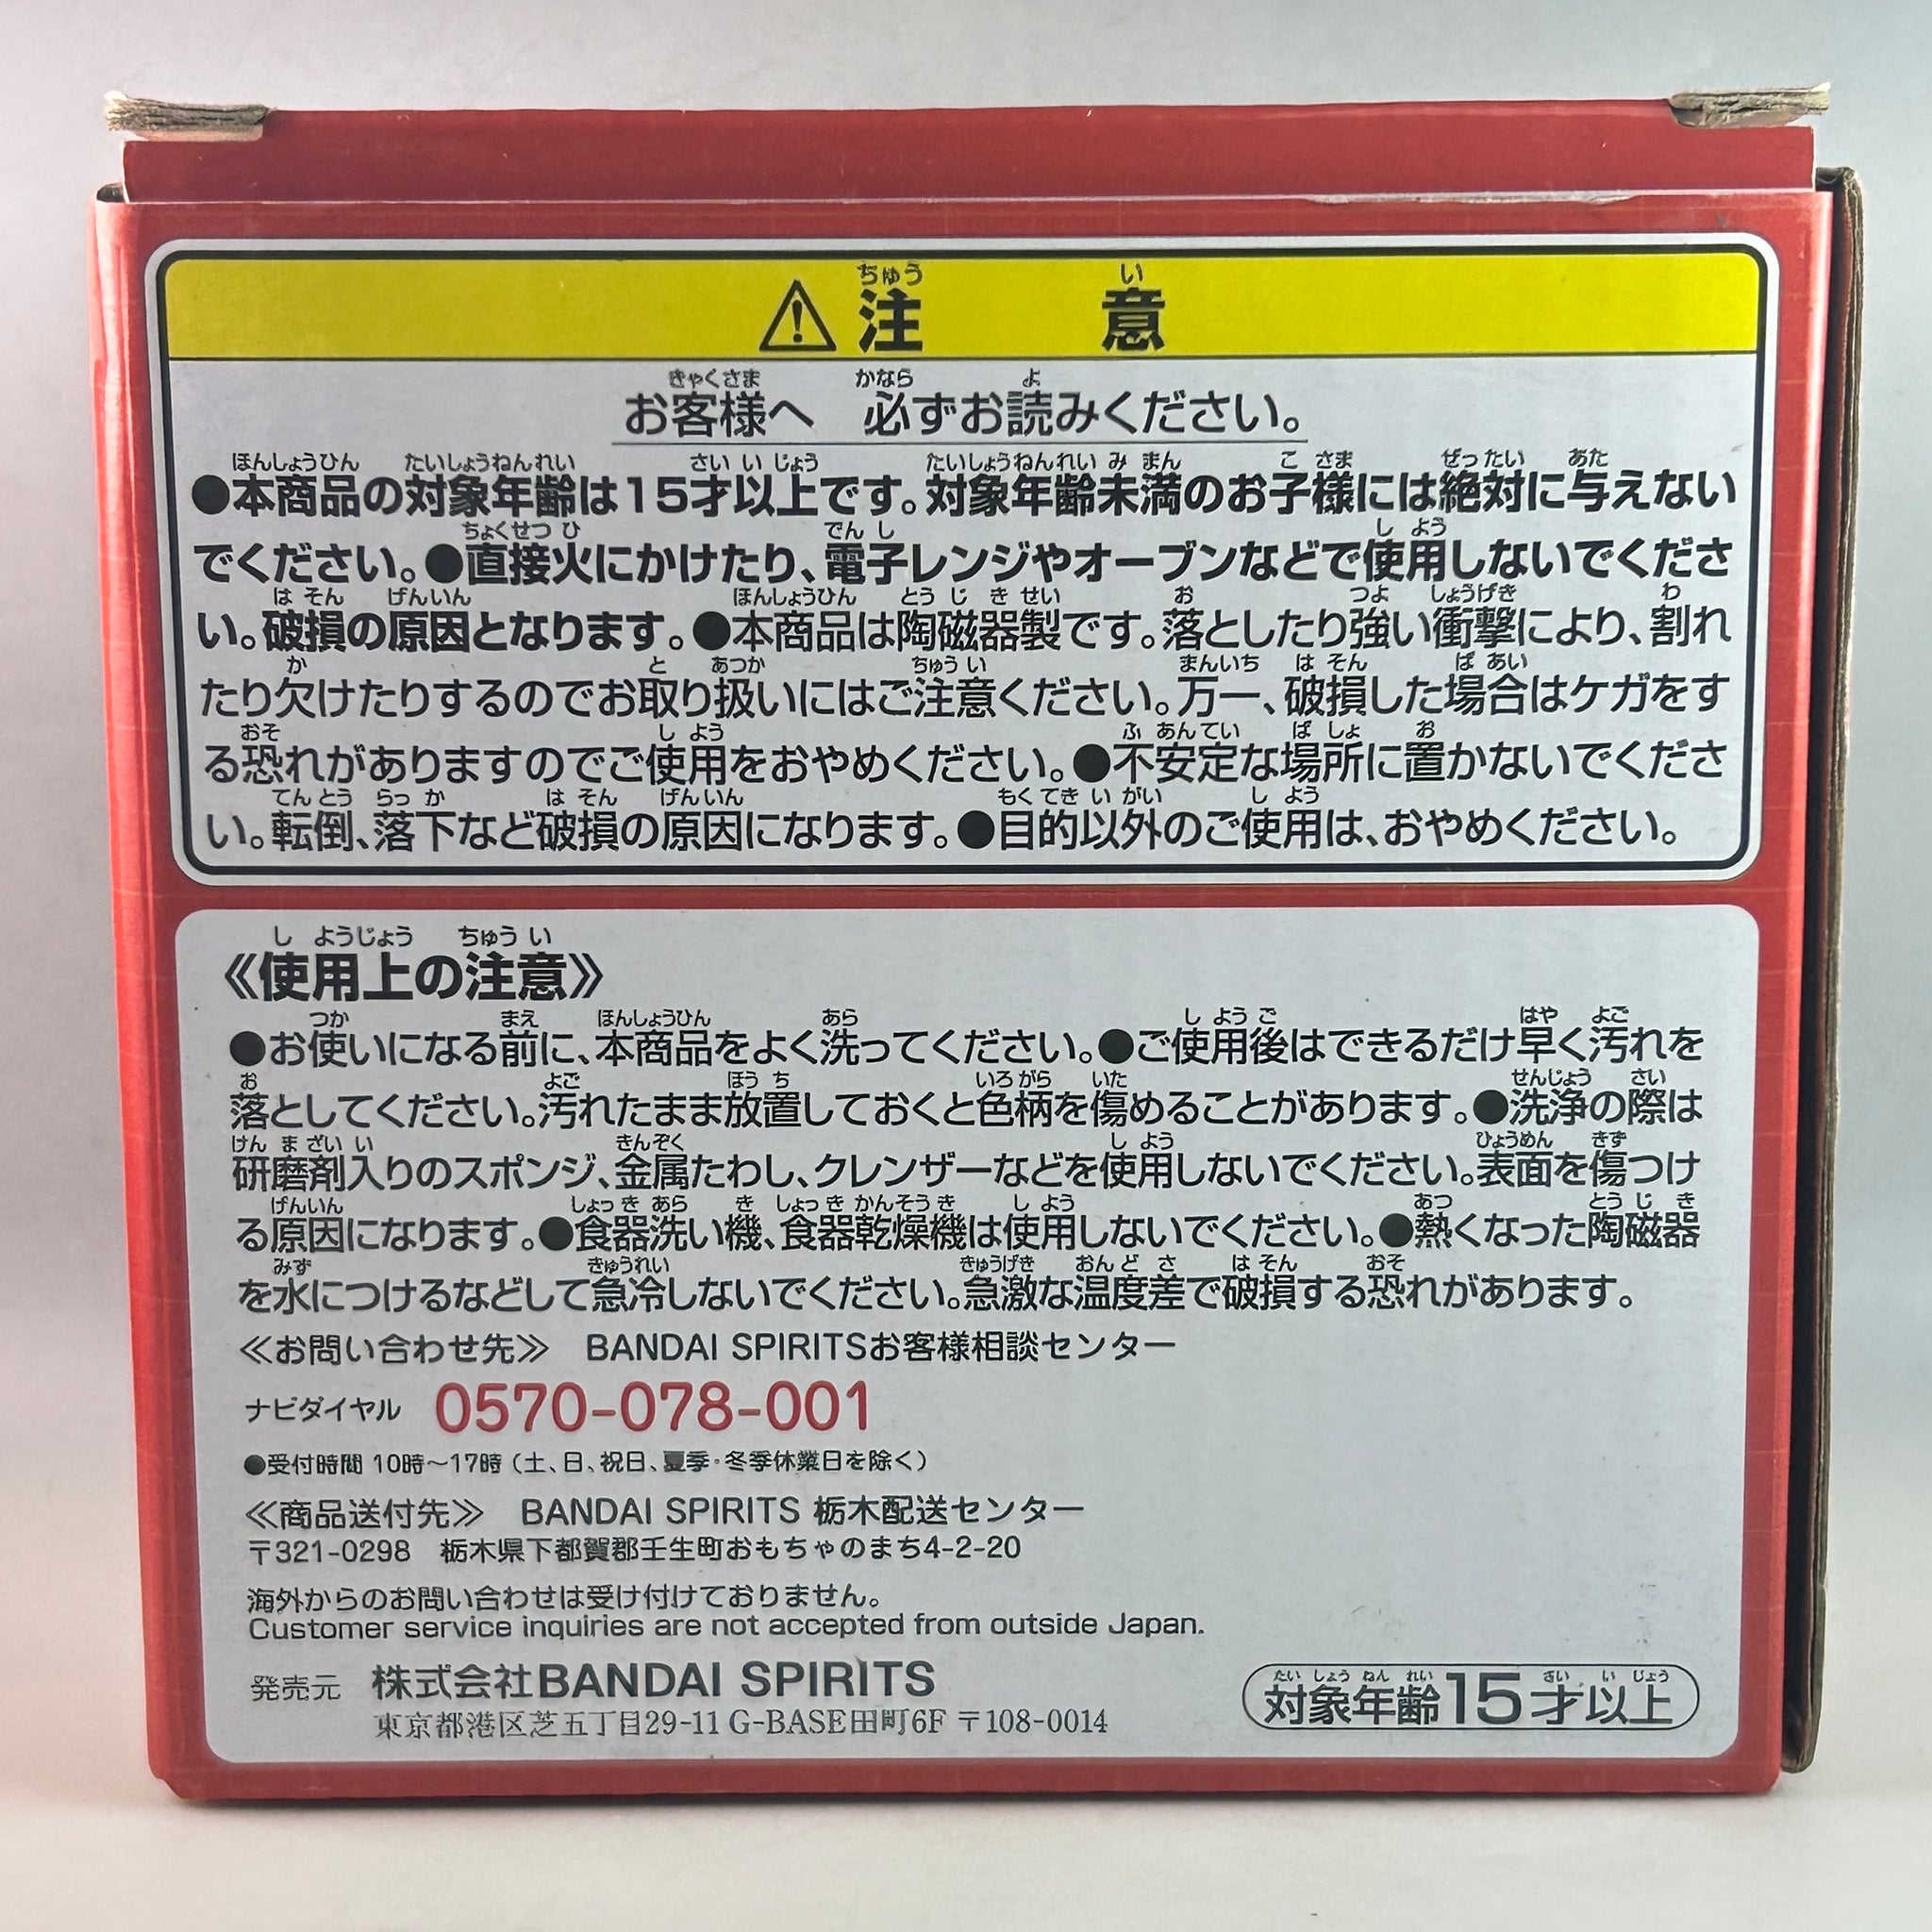 ⚠注意
お客様へ 必ずお読みください。
●本商品の対象年齢は15才以上です。対象年齢未満のお子様には絶対に与えない
でください。●直接火にかけたり、電子レンジやオーブンなどで使用しないでくださ
い。破損の原因となります。●本商品は陶磁器製です。落としたり強い衝撃により、割れ
たり欠けたりするのでお取り扱いにはご注意ください。万一、破損した場合はケガをす
る恐れがありますのでご使用をおやめください。●不安定な場所に置かないでくださ
い。転倒、落下など破損の原因になります。●目的以外のご使用は、おやめください。
《使用上の注意》
●お使いになる前に、本商品をよく洗ってください。●ご使用後はできるだけ早く汚れを
落としてください。汚れたまま放置しておくと色柄を傷めることがあります。●洗浄の際は
研磨剤入りのスポンジ、金属たわし、クレンザーなどを使用しないでください。表面を傷つけ
る原因になります。●食器洗い機、食器乾燥機は使用しないでください。●熱くなった陶磁器
を水につけるなどして急冷しないでください。急激な温度差で破損する恐れがあります。
≪お問い合わせ先≫ BANDAI SPIRITSお客様相談センター
ナビダイヤル 0570-078-001
●受付時間 10時〜17時（土、日、祝日、夏季・冬季休業日を除く）
≪商品送付先≫ BANDAI SPIRITS 栃木配送センター
〒321-0298 栃木県下都賀郡壬生町おもちゃのまち4-2-20
海外からのお問い合わせは受け付けておりません。
Customer service inquiries are not accepted from outside Japan.
発売元 株式会社BANDAI SPIRITS
東京都港区芝五丁目29-11 G-BASE田町6F 〒108-0014
対象年齢15才以上